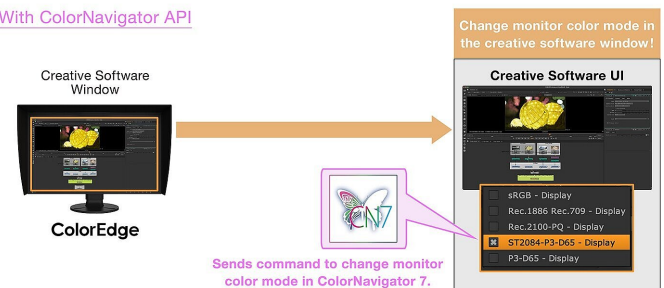 With ColorNavigator API
Change monitor color mode in
the creative software window!
Creative Software
Window
Creative Software UI
ColorEdge
CN7
sRGB - Display
Rec.1886 Rec.709 - Display
Rec.2100-PQ - Display
ST2084-P3-D65 - Display
P3-D65 - Display
Sends command to change monitor
color mode in ColorNavigator 7.